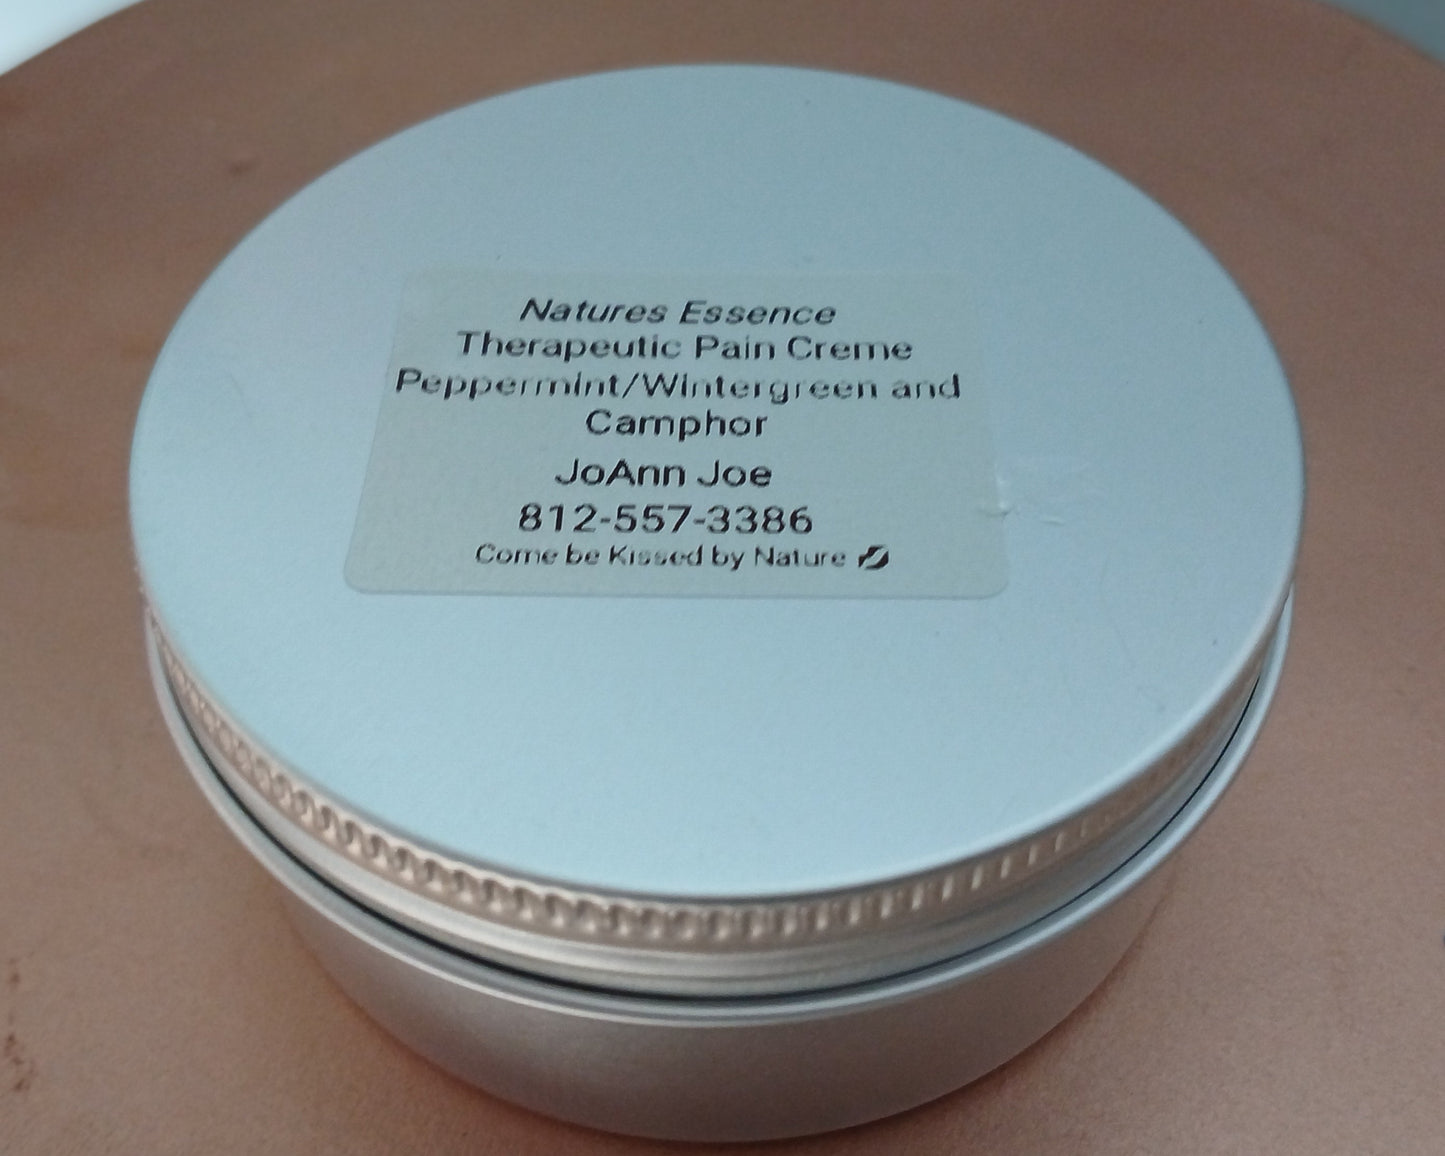 Natures Essence
Therapeutic Pain Creme
Peppermint/Wintergreen and
Camphor
JoAnn Joe
812-557-3386
Come be Kissed by Nature